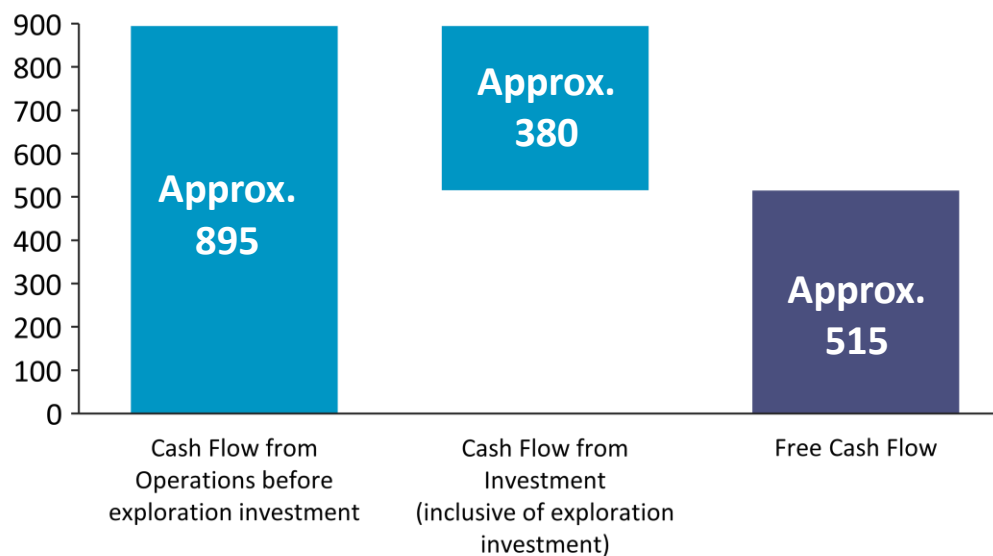 900
800
700
600
500
400
300
200
100
0
Approx.
895
Approx.
380
Approx.
515
Cash Flow from
Operations before
exploration investment
Cash Flow from
Investment
(inclusive of exploration
investment)
Free Cash Flow